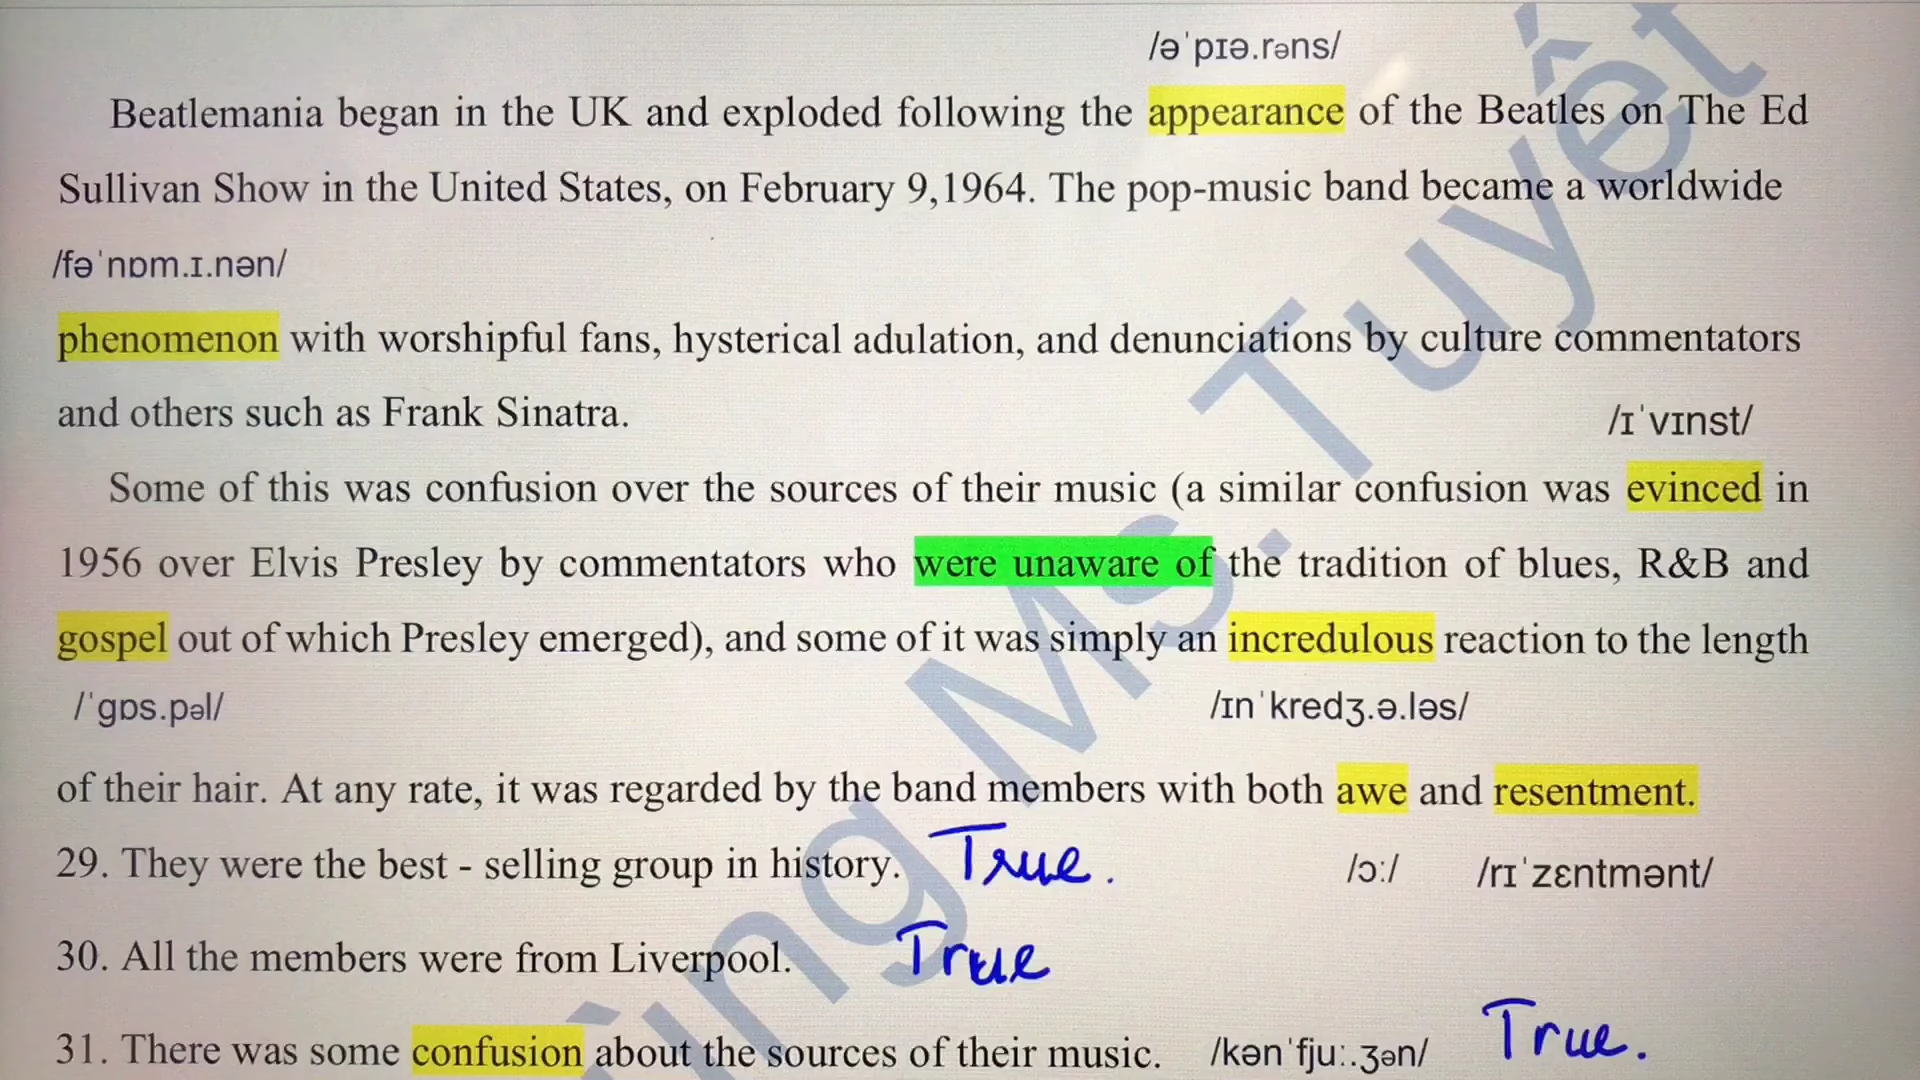 /əˈpɪə.rəns/
Beatlemania began in the UK and exploded following the appearance of the Beatles on The Ed
Sullivan Show in the United States, on February 9,1964. The pop-music band became a worldwide
/fəˈnɒm.ɪ.nən/
phenomenon with worshipful fans, hysterical adulation, and denunciations by culture commentators
and others such as Frank Sinatra.
/ɪˈvɪnst/
Some of this was confusion over the sources of their music (a similar confusion was evinced in
1956 over Elvis Presley by commentators who were unaware of the tradition of blues, R&B and
gospel out of which Presley emerged), and some of it was simply an incredulous reaction to the length
/ˈgɒs.pəl/ /ɪnˈkredʒ.ə.ləs/
of their hair. At any rate, it was regarded by the band members with both awe and resentment.
29. They were the best - selling group in history. True. /ɔː/ /rɪˈzɛntmənt/
30. All the members were from Liverpool. True
31. There was some confusion about the sources of their music. /kənˈfjuː.ʒən/ True.
ùng Ms. Tuyết